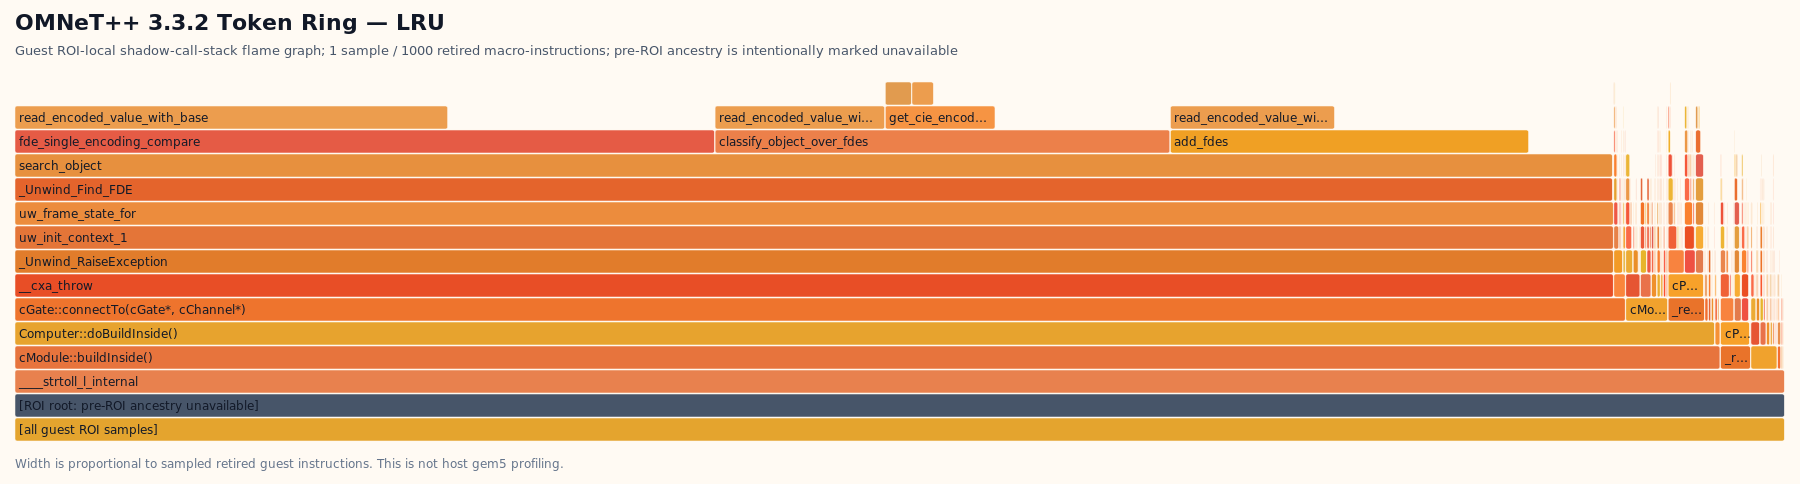 OMNeT++ 3.3.2 Token Ring — LRU
Guest ROI-local shadow-call-stack flame graph; 1 sample / 1000 retired macro-instructions; pre-ROI ancestry is intentionally marked unavailable
read_encoded_value_with_base
read_encoded_value_wi...
get_cie_encod...
read_encoded_value_wi...
fde_single_encoding_compare
classify_object_over_fdes
add_fdes
search_object
_Unwind_Find_FDE
uw_frame_state_for
uw_init_context_1
_Unwind_RaiseException
__cxa_throw
cP...
cGate::connectTo(cGate*, cChannel*)
cMo...
_re...
Computer::doBuildInside()
cP...
cModule::buildInside()
_r...
____strtoll_l_internal
[ROI root: pre-ROI ancestry unavailable]
[all guest ROI samples]
Width is proportional to sampled retired guest instructions. This is not host gem5 profiling.